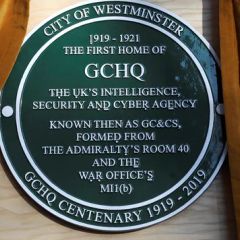 CITY OF WESTMINSTER
1919 - 1921
THE FIRST HOME OF
GCHQ
THE UK'S INTELLIGENCE,
SECURITY AND CYBER AGENCY
KNOWN THEN AS GC&CS,
FORMED FROM
THE ADMIRALTY'S ROOM 40
AND THE
WAR OFFICE'S
MI1(b)
GCHQ CENTENARY 1919 - 2019